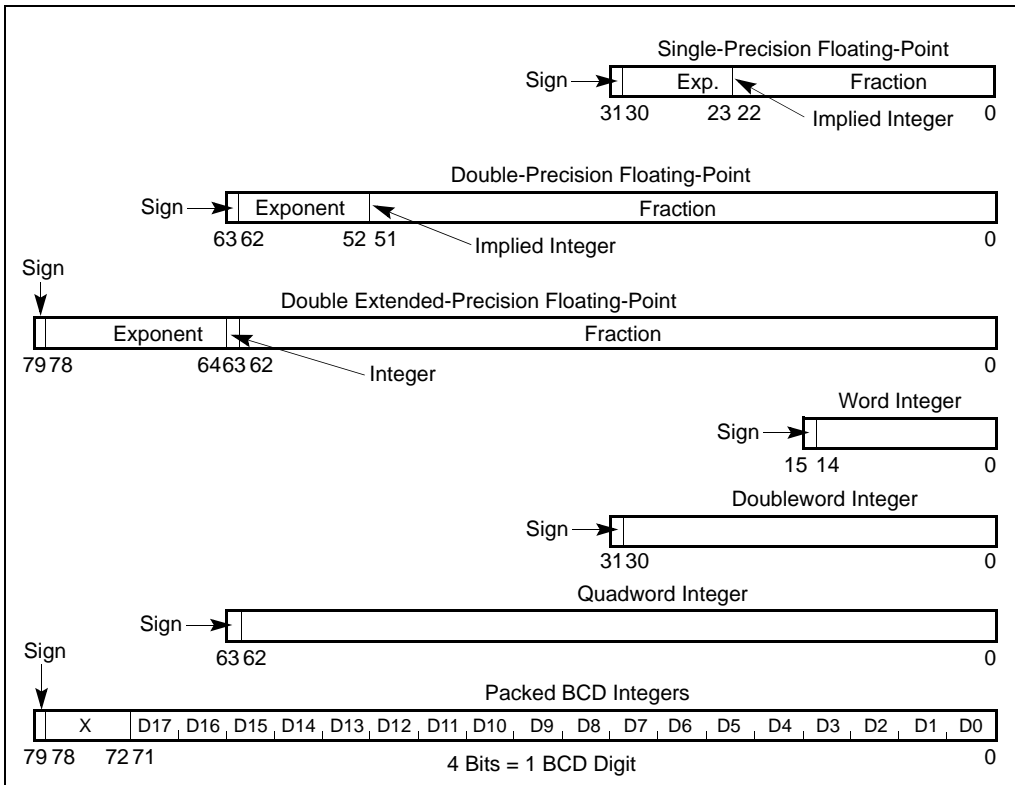 Single-Precision Floating-Point
Sign
Exp.
Fraction
31 30
23 22
Implied Integer
0
Double-Precision Floating-Point
Sign
Exponent
Fraction
63 62
52 51
Implied Integer
0
Sign
Double Extended-Precision Floating-Point
Exponent
Fraction
79 78
64 63 62
Integer
0
Word Integer
Sign
15 14
0
Doubleword Integer
Sign
31 30
0
Quadword Integer
Sign
63 62
0
Sign
Packed BCD Integers
X D17 D16 D15 D14 D13 D12 D11 D10 D9 D8 D7 D6 D5 D4 D3 D2 D1 D0
79 78
72 71
4 Bits = 1 BCD Digit
0